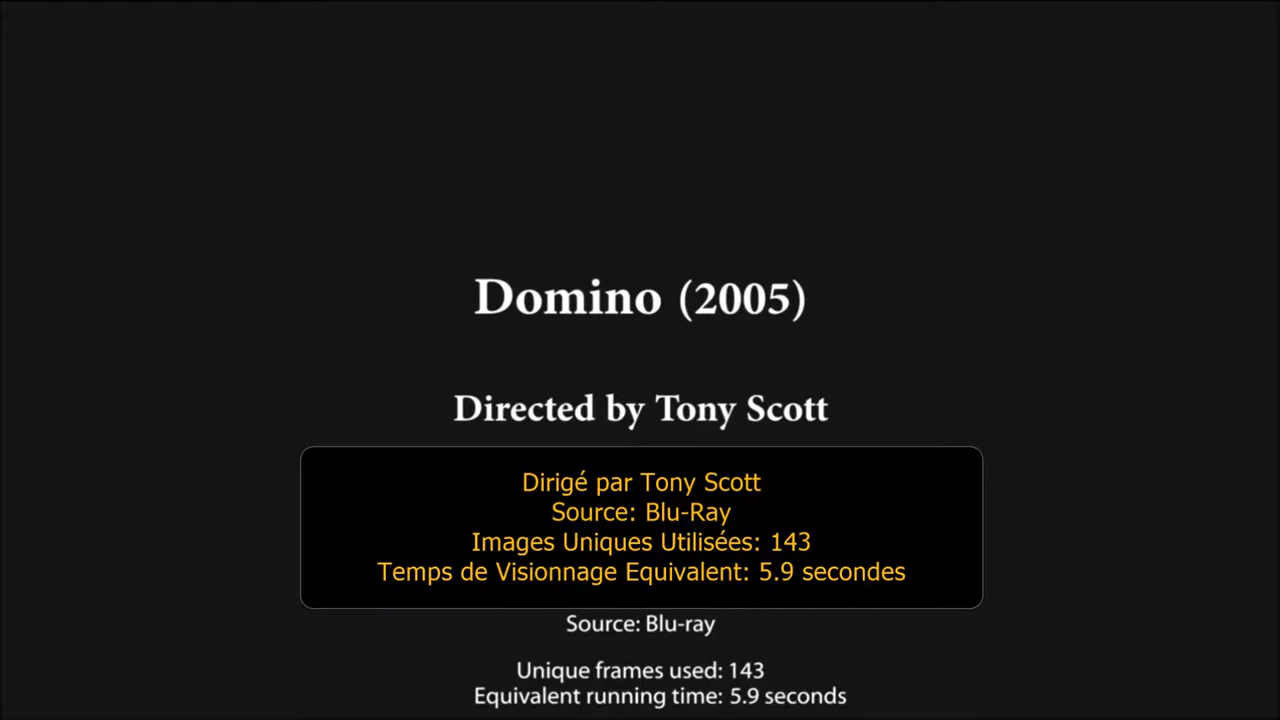 Domino (2005)
Directed by Tony Scott
Dirigé par Tony Scott
Source: Blu-Ray
Images Uniques Utilisées: 143
Temps de Visionnage Equivalent: 5.9 secondes
Source: Blu-ray
Unique frames used: 143
Equivalent running time: 5.9 seconds